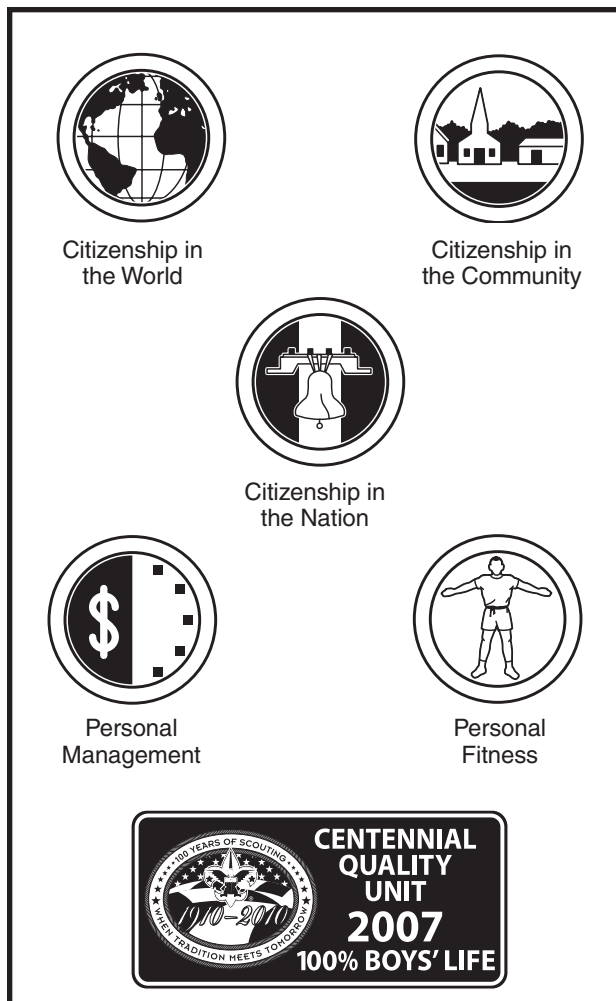 Citizenship in
the World
Citizenship in
the Community
Citizenship in
the Nation
$
Personal
Management
Personal
Fitness
100 YEARS OF SCOUTING
1910–2010
WHEN TRADITION MEETS TOMORROW
CENTENNIAL
QUALITY
UNIT
2007
100% BOYS' LIFE